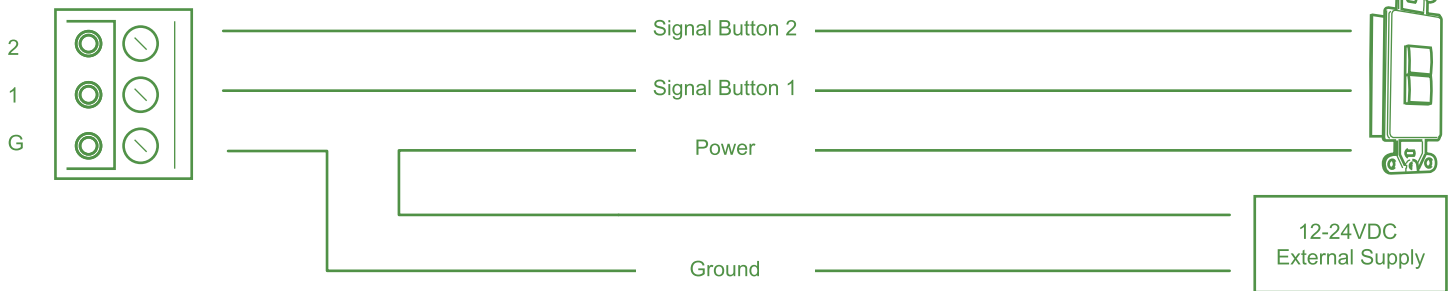 2
Signal Button 2
1
Signal Button 1
G
Power
12-24VDC
External Supply
Ground